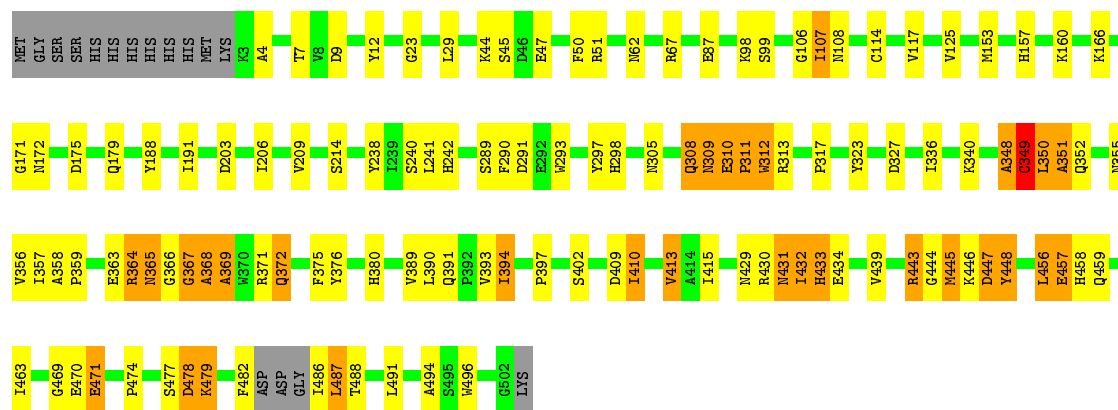 MET GLY SER SER HIS HIS HIS HIS HIS HIS MET LYS K3 A4 T7 V8 D9 Y12 G23 L29 K44 S45 D46 E47 F50 R51 N62 R67 E87 K98 S99 G106 I107 N108 C114 V117 V125 M153 H157 K160 K166
G171 N172 D175 Q179 Y188 I191 D203 I206 V209 S214 Y238 I239 S240 L241 H242 S289 F290 D291 E292 W293 Y297 H298 N305 Q308 N309 E310 P311 W312 R313 P317 Y323 D327 I336 K340 A348 C349 L350 A351 Q352
V356 I357 A358 P359 E363 R364 N365 G366 G367 A368 A369 W370 R371 Q372 F375 Y376 H380 V389 L390 Q391 P392 V393 I394 P397 S402 D409 I410 V413 A414 I415 N429 R430 N431 I432 H433 E434 V439 R443 G444 M445 K446 D447 Y448 L456 E457 H458 Q459
I463 G469 E470 E471 P474 S477 D478 K479 F482 ASP ASP GLY I486 L487 T488 L491 A494 S495 W496 G502 LYS